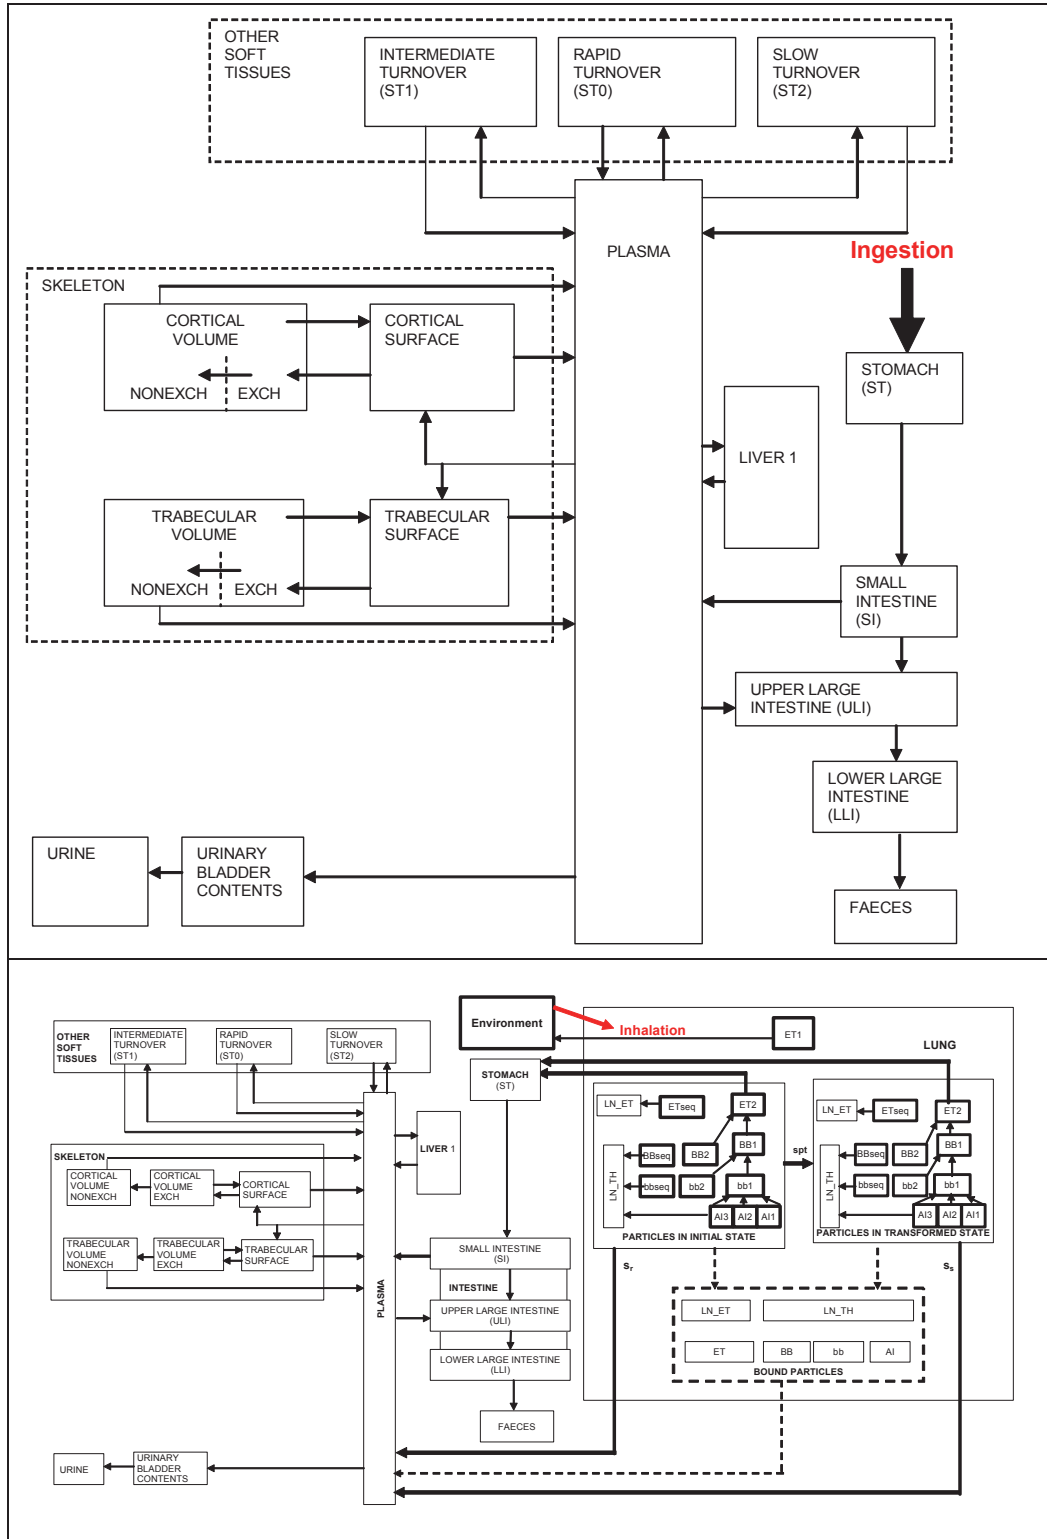 OTHER
SOFT
TISSUES
INTERMEDIATE
TURNOVER
(ST1)
RAPID
TURNOVER
(ST0)
SLOW
TURNOVER
(ST2)
PLASMA
Ingestion
SKELETON
CORTICAL
VOLUME
NONEXCH
EXCH
CORTICAL
SURFACE
STOMACH
(ST)
LIVER 1
TRABECULAR
VOLUME
NONEXCH
EXCH
TRABECULAR
SURFACE
SMALL
INTESTINE
(SI)
UPPER LARGE
INTESTINE (ULI)
LOWER LARGE
INTESTINE
(LLI)
URINE
URINARY
BLADDER
CONTENTS
FAECES
OTHER
SOFT
TISSUES
INTERMEDIATE
TURNOVER
(ST1)
RAPID
TURNOVER
(ST0)
SLOW
TURNOVER
(ST2)
Environment
Inhalation
ET1
LUNG
STOMACH
(ST)
LN_ET
ETseq
ET2
BBseq
BB2
BB1
LN_TH
bbseq
bb2
bb1
AI3
AI2
AI1
PARTICLES IN INITIAL STATE
spt
LN_ET
ETseq
ET2
BBseq
BB2
BB1
LN_TH
bbseq
bb2
bb1
AI3
AI2
AI1
PARTICLES IN TRANSFORMED STATE
LIVER 1
SKELETON
CORTICAL
VOLUME
NONEXCH
CORTICAL
VOLUME
EXCH
CORTICAL
SURFACE
TRABECULAR
VOLUME
NONEXCH
TRABECULAR
VOLUME
EXCH
TRABECULAR
SURFACE
PLASMA
SMALL INTESTINE
(SI)
INTESTINE
UPPER LARGE INTESTINE
(ULI)
LOWER LARGE INTESTINE
(LLI)
FAECES
sr
ss
LN_ET
LN_TH
ET
BB
bb
AI
BOUND PARTICLES
URINE
URINARY
BLADDER
CONTENTS